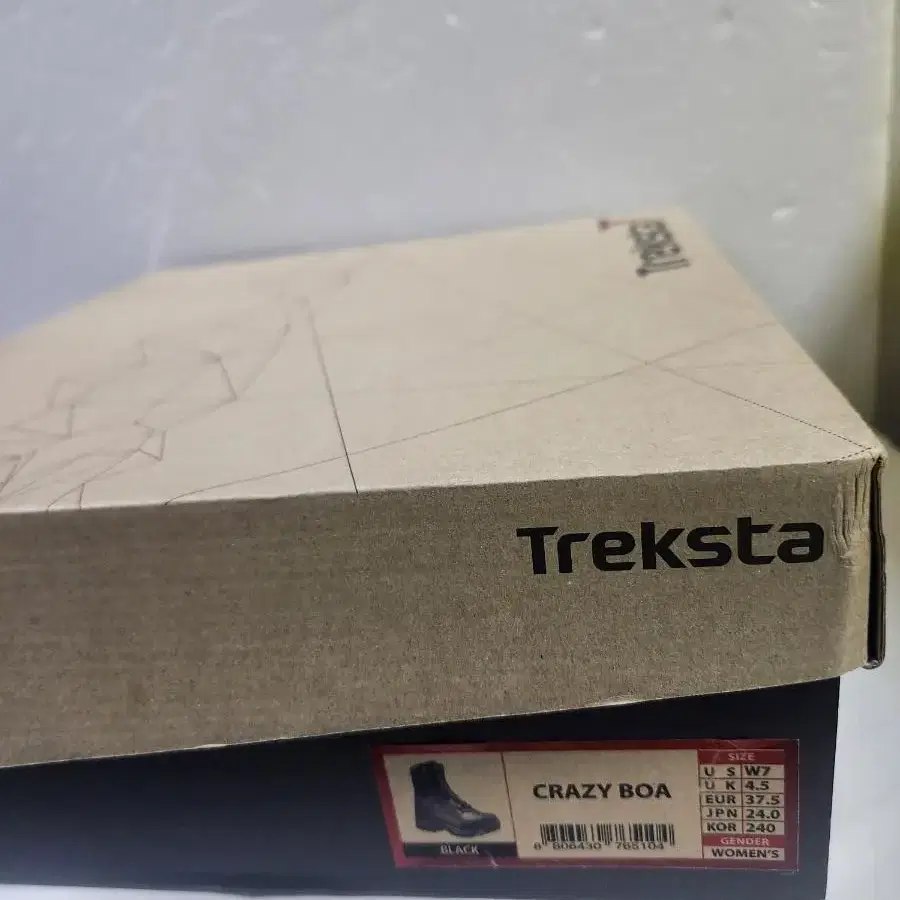 Treksta
CRAZY BOA
BLACK
8 806430 765104
SIZE
U S W7
U K 4.5
EUR 37.5
JPN 24.0
KOR 240
GENDER
WOMEN'S